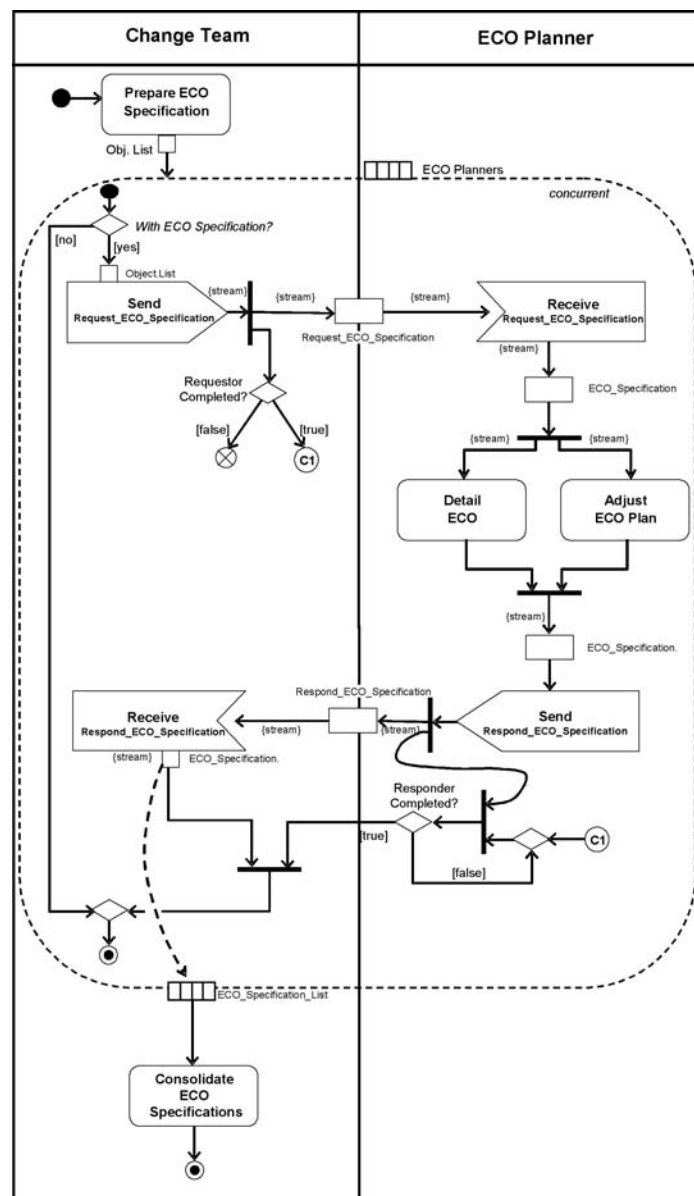 Change Team
ECO Planner
Prepare ECO
Specification
Obj. List
ECO Planners
concurrent
With ECO Specification?
[no]
[yes]
Object.List
Send
Request_ECO_Specification
{stream}
{stream}
Request_ECO_Specification
{stream}
Receive
Request_ECO_Specification
{stream}
ECO_Specification
Requestor
Completed?
[false]
[true]
C1
{stream}
{stream}
Detail
ECO
Adjust
ECO Plan
{stream}
ECO_Specification.
Respond_ECO_Specification
Receive
Respond_ECO_Specification
{stream}
{stream}
Send
Respond_ECO_Specification
{stream}
ECO_Specification.
Responder
Completed?
[true]
[false]
C1
ECO_Specification_List
Consolidate
ECO
Specifications